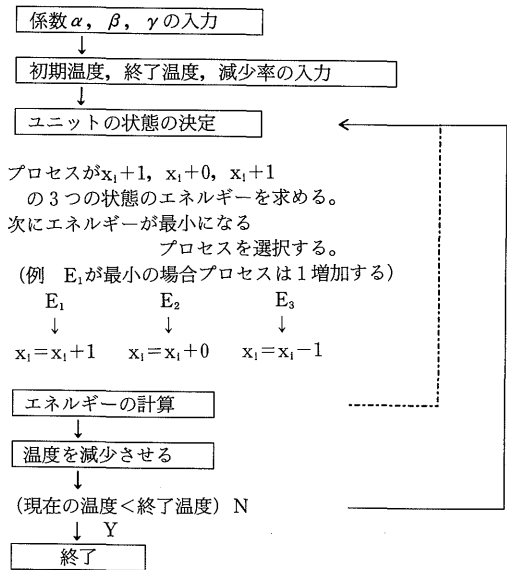 係数α, β, γの入力
初期温度, 終了温度, 減少率の入力
ユニットの状態の決定
プロセスがx₁+1, x₁+0, x₁+1
の3つの状態のエネルギーを求める。
次にエネルギーが最小になる
プロセスを選択する。
(例 E₁が最小の場合プロセスは1増加する)
E₁ E₂ E₃
↓ ↓ ↓
x₁=x₁+1 x₁=x₁+0 x₁=x₁−1
エネルギーの計算
温度を減少させる
(現在の温度<終了温度) N
Y
終了